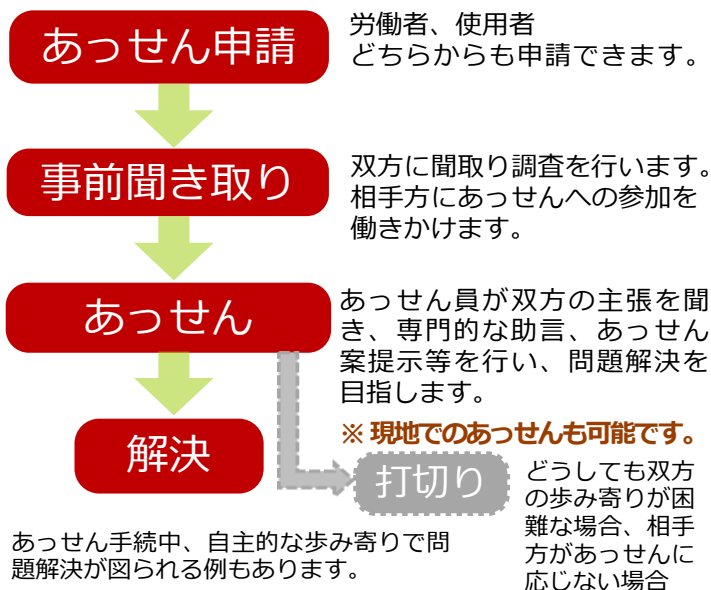 あっせん申請
労働者、使用者
どちらからも申請できます。
事前聞き取り
双方に聞取り調査を行います。
相手方にあっせんへの参加を
働きかけます。
あっせん
あっせん員が双方の主張を聞
き、専門的な助言、あっせん
案提示等を行い、問題解決を
目指します。
※ 現地でのあっせんも可能です。
解決
打切り
どうしても双方
の歩み寄りが困
難な場合、相手
方があっせんに
応じない場合
あっせん手続中、自主的な歩み寄りで問
題解決が図られる例もあります。